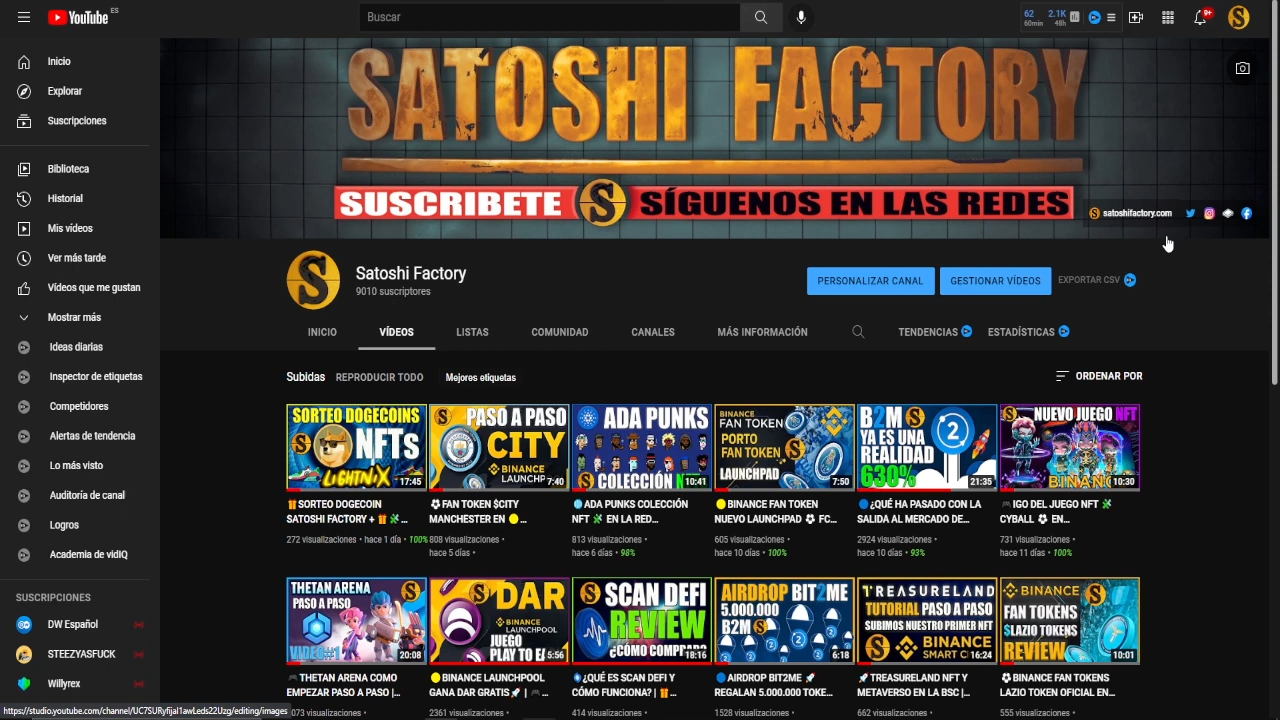 YouTube ES
Buscar
62 60min
2.1K 48h
9+
Inicio
Explorar
Suscripciones
Biblioteca
Historial
Mis vídeos
Ver más tarde
Vídeos que me gustan
Mostrar más
Ideas diarias
Inspector de etiquetas
Competidores
Alertas de tendencia
Lo más visto
Auditoría de canal
Logros
Academia de vidIQ
SUSCRIPCIONES
DW Español
STEEZYASFUCK
Willyrex
SATOSHI FACTORY
SUSCRIBETE S SÍGUENOS EN LAS REDES
satoshifactory.com
Satoshi Factory
9010 suscriptores
PERSONALIZAR CANAL
GESTIONAR VÍDEOS
EXPORTAR CSV
INICIO
VÍDEOS
LISTAS
COMUNIDAD
CANALES
MÁS INFORMACIÓN
TENDENCIAS
ESTADÍSTICAS
Subidas
REPRODUCIR TODO
Mejores etiquetas
ORDENAR POR
SORTEO DOGECOINS
NFTs
LIGHTNIX
17:45
SORTEO DOGECOIN
SATOSHI FACTORY + ...
272 visualizaciones • hace 1 día • 100%
PASO A PASO
CITY
BINANCE
LAUNCHP
7:40
FAN TOKEN $CITY
MANCHESTER EN ...
808 visualizaciones •
hace 5 días •
ADA PUNKS
COLECCIÓN N
10:41
ADA PUNKS COLECCIÓN
NFT EN LA RED...
813 visualizaciones •
hace 6 días • 98%
BINANCE
FAN TOKEN
PORTO
FAN TOKEN
LAUNCHPAD
7:50
BINANCE FAN TOKEN
NUEVO LAUNCHPAD FC...
605 visualizaciones •
hace 10 días • 100%
B2M
YA ES UNA
REALIDAD
630%
21:35
¿QUÉ HA PASADO CON LA
SALIDA AL MERCADO DE...
2924 visualizaciones •
hace 10 días • 93%
NUEVO JUEGO NFT
BINANC
10:30
IGO DEL JUEGO NFT
CYBALL EN...
731 visualizaciones •
hace 11 días • 100%
THETAN ARENA
PASO A PASO
VIDEO#1
20:08
THETAN ARENA COMO
EMPEZAR PASO A PASO |...
073 visualizaciones •
DAR
BINANCE
LAUNCHPOOL
JUEGO
PLAY TO E
5:56
BINANCE LAUNCHPOOL
GANA DAR GRATIS | ...
2361 visualizaciones •
SCAN DEFI
REVIEW
¿CÓMO COMPRA
18:16
¿QUÉ ES SCAN DEFI Y
CÓMO FUNCIONA? | ...
414 visualizaciones •
AIRDROP BIT2ME
5.000.000
B2M
6:18
AIRDROP BIT2ME
REGALAN 5.000.000 TOKE...
1528 visualizaciones •
TREASURELAND
TUTORIAL PASO A PASO
SUBIMOS NUESTRO PRIMER NFT
BINANCE
SMART C
16:24
TREASURELAND NFT Y
METAVERSO EN LA BSC |...
662 visualizaciones •
BINANCE
FAN TOKENS
$LAZIO TOKENS
REVIEW
10:01
BINANCE FAN TOKENS
LAZIO TOKEN OFICIAL EN...
555 visualizaciones •
https://studio.youtube.com/channel/UC7SURyfijaI1awLeds22Uzg/editing/images